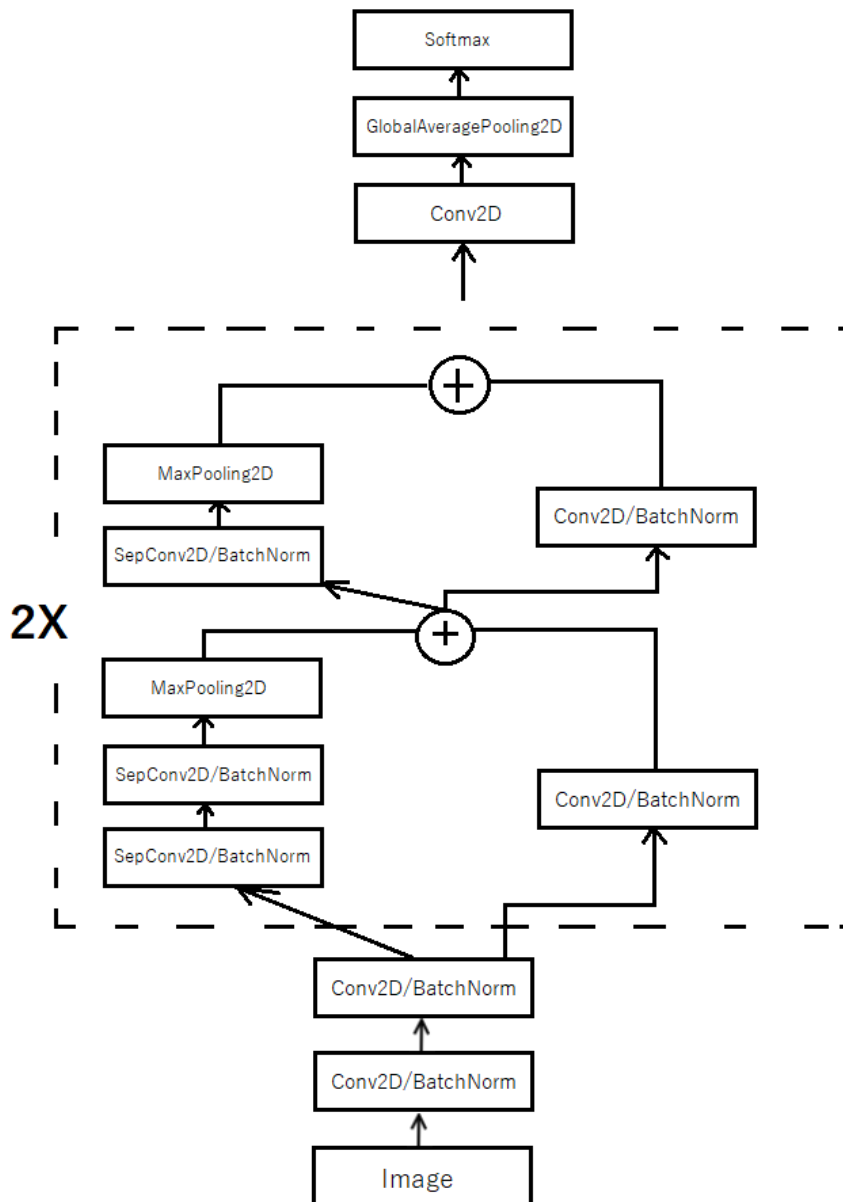 Softmax
GlobalAveragePooling2D
Conv2D
+
MaxPooling2D
Conv2D/BatchNorm
SepConv2D/BatchNorm
2X
+
MaxPooling2D
SepConv2D/BatchNorm
Conv2D/BatchNorm
SepConv2D/BatchNorm
Conv2D/BatchNorm
Conv2D/BatchNorm
Image